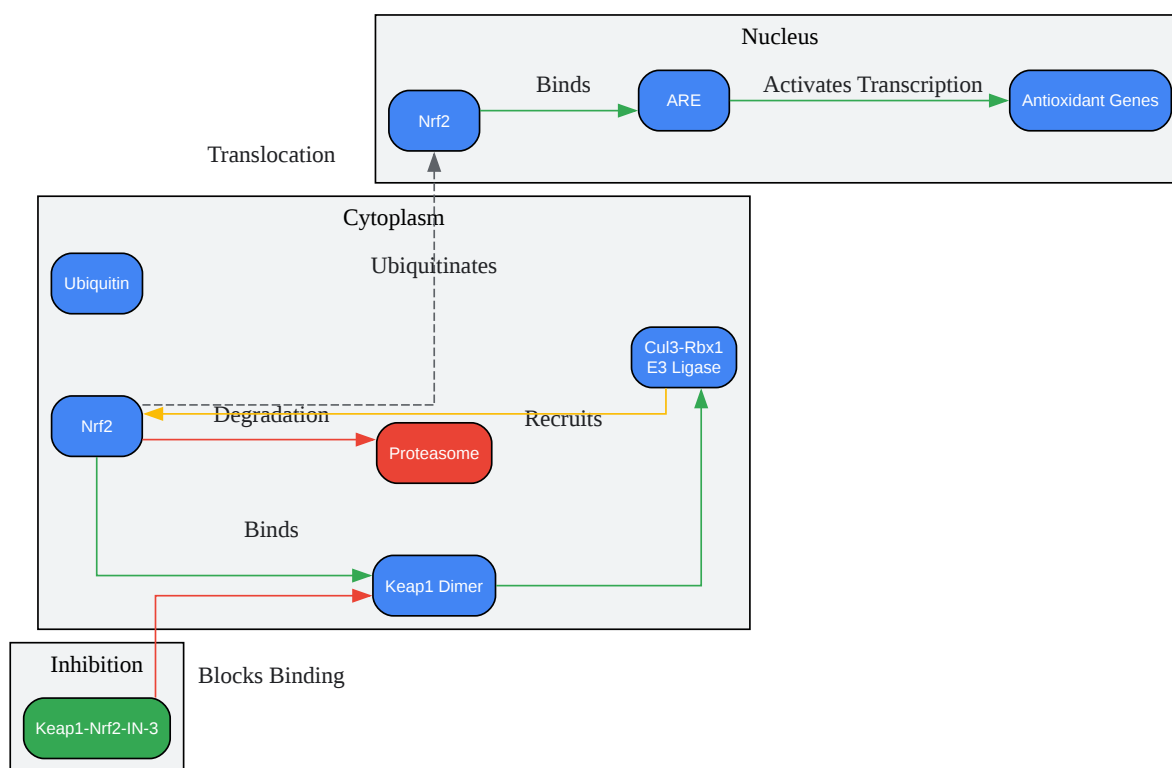 Nucleus
Binds
Activates Transcription
ARE
Antioxidant Genes
Nrf2
Translocation
Cytoplasm
Ubiquitinates
Ubiquitin
Cul3-Rbx1
E3 Ligase
Degradation
Recruits
Nrf2
Proteasome
Binds
Keap1 Dimer
Inhibition
Blocks Binding
Keap1-Nrf2-IN-3